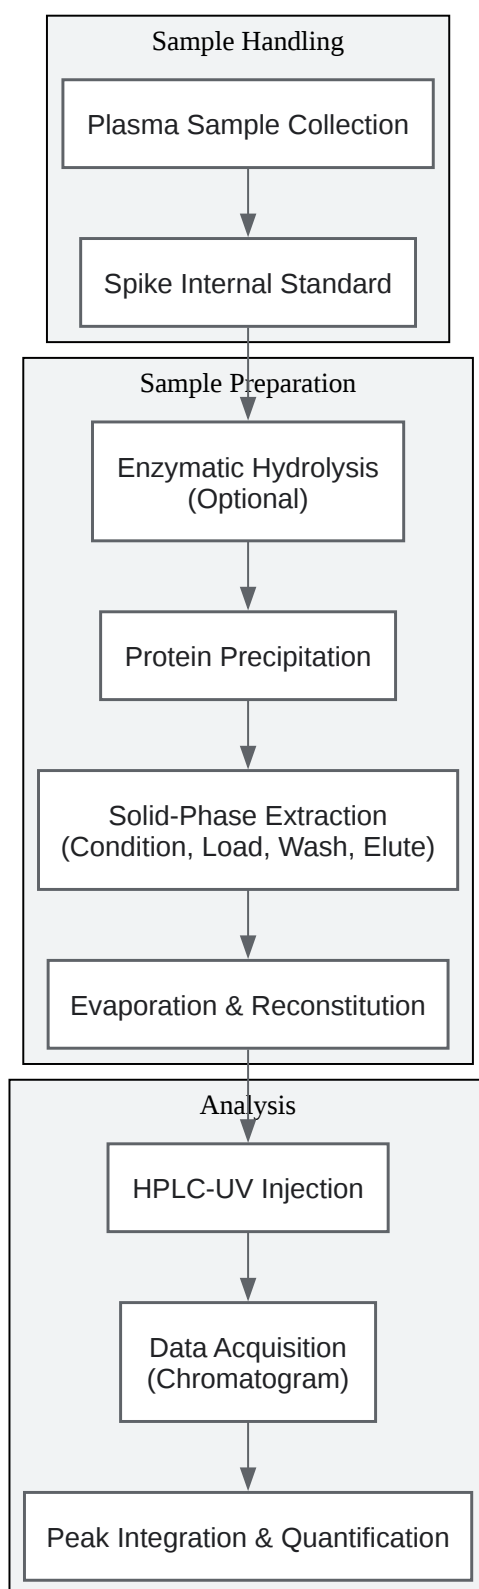 Sample Handling
Plasma Sample Collection
Spike Internal Standard
Sample Preparation
Enzymatic Hydrolysis
(Optional)
Protein Precipitation
Solid-Phase Extraction
(Condition, Load, Wash, Elute)
Evaporation & Reconstitution
Analysis
HPLC-UV Injection
Data Acquisition
(Chromatogram)
Peak Integration & Quantification